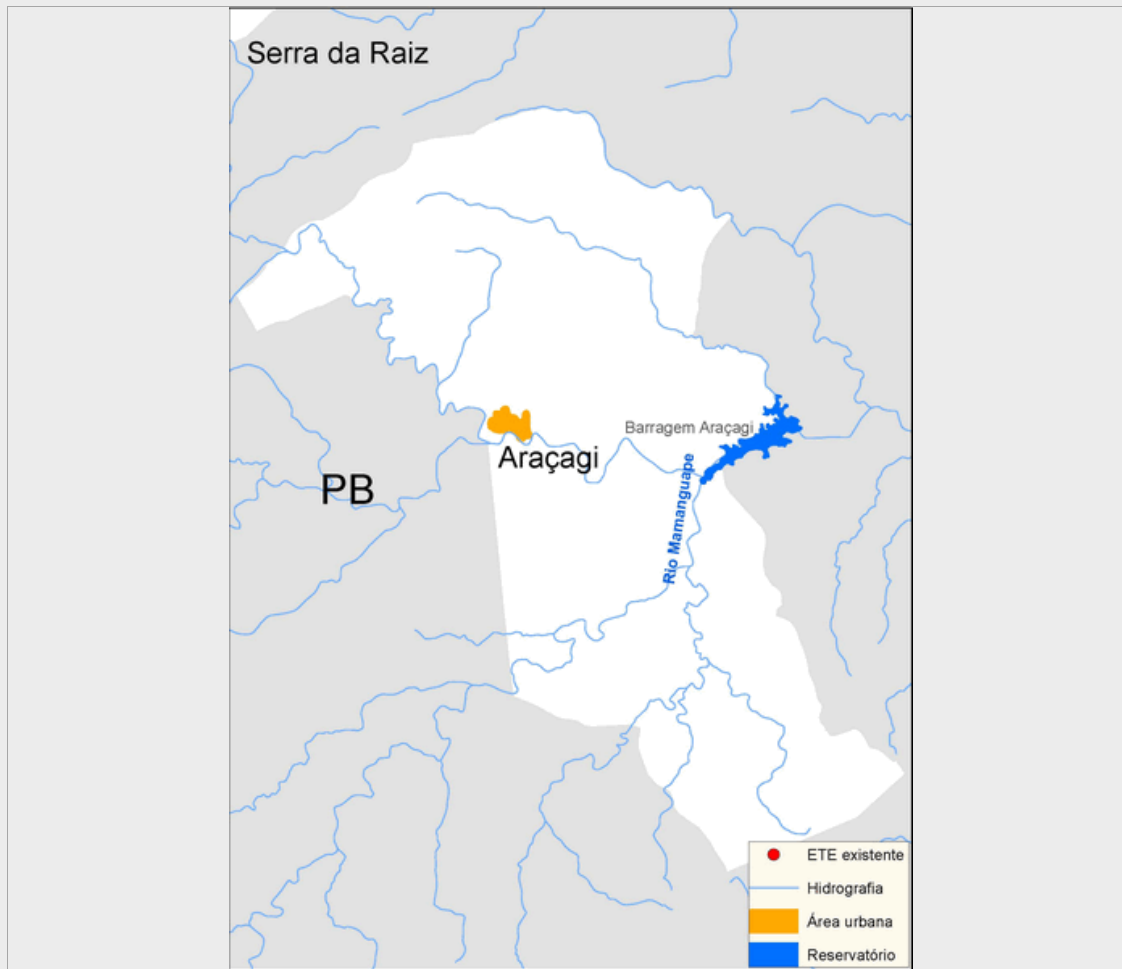 Serra da Raiz
Barragem Araçagi
Araçagi
PB
Rio Mamanguape
ETE existente
Hidrografia
Área urbana
Reservatório